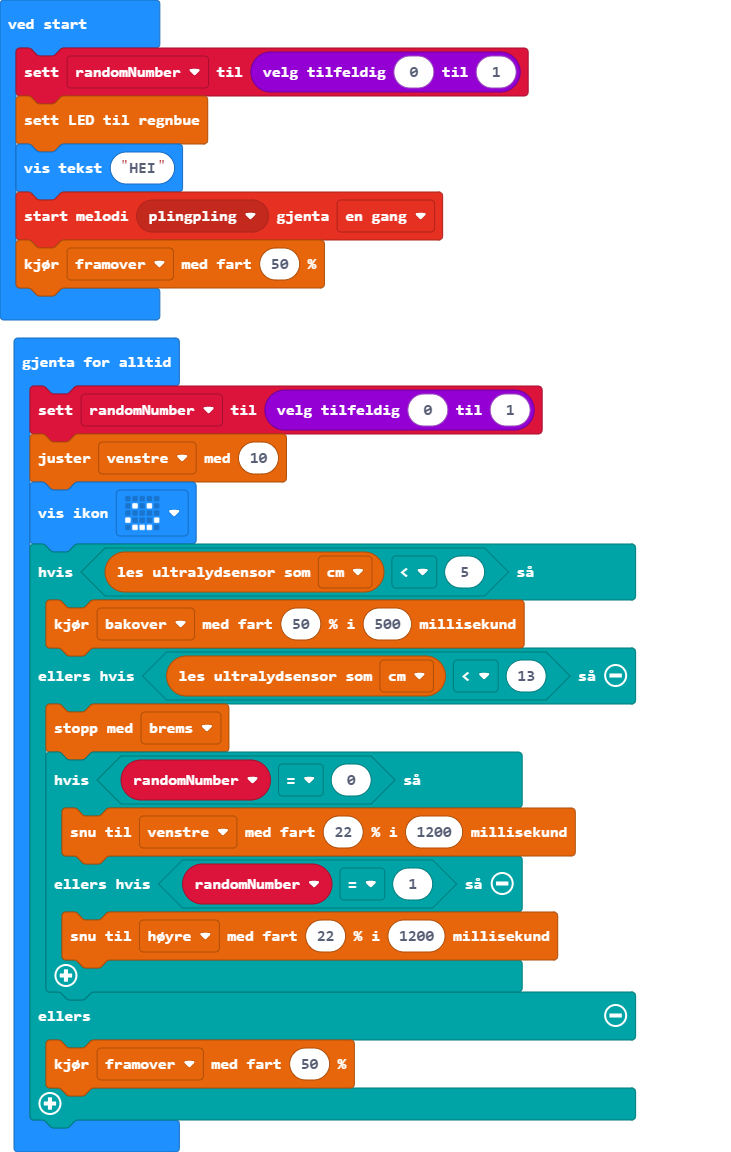 ved start
sett randomNumber til velg tilfeldig 0 til 1
sett LED til regnbue
vis tekst "HEI"
start melodi plingpling gjenta en gang
kjør framover med fart 50 %
gjenta for alltid
sett randomNumber til velg tilfeldig 0 til 1
juster venstre med 10
vis ikon
hvis les ultralydsensor som cm < 5 så
kjør bakover med fart 50 % i 500 millisekund
ellers hvis les ultralydsensor som cm < 13 så
stopp med brems
hvis randomNumber = 0 så
snu til venstre med fart 22 % i 1200 millisekund
ellers hvis randomNumber = 1 så
snu til høyre med fart 22 % i 1200 millisekund
ellers
kjør framover med fart 50 %